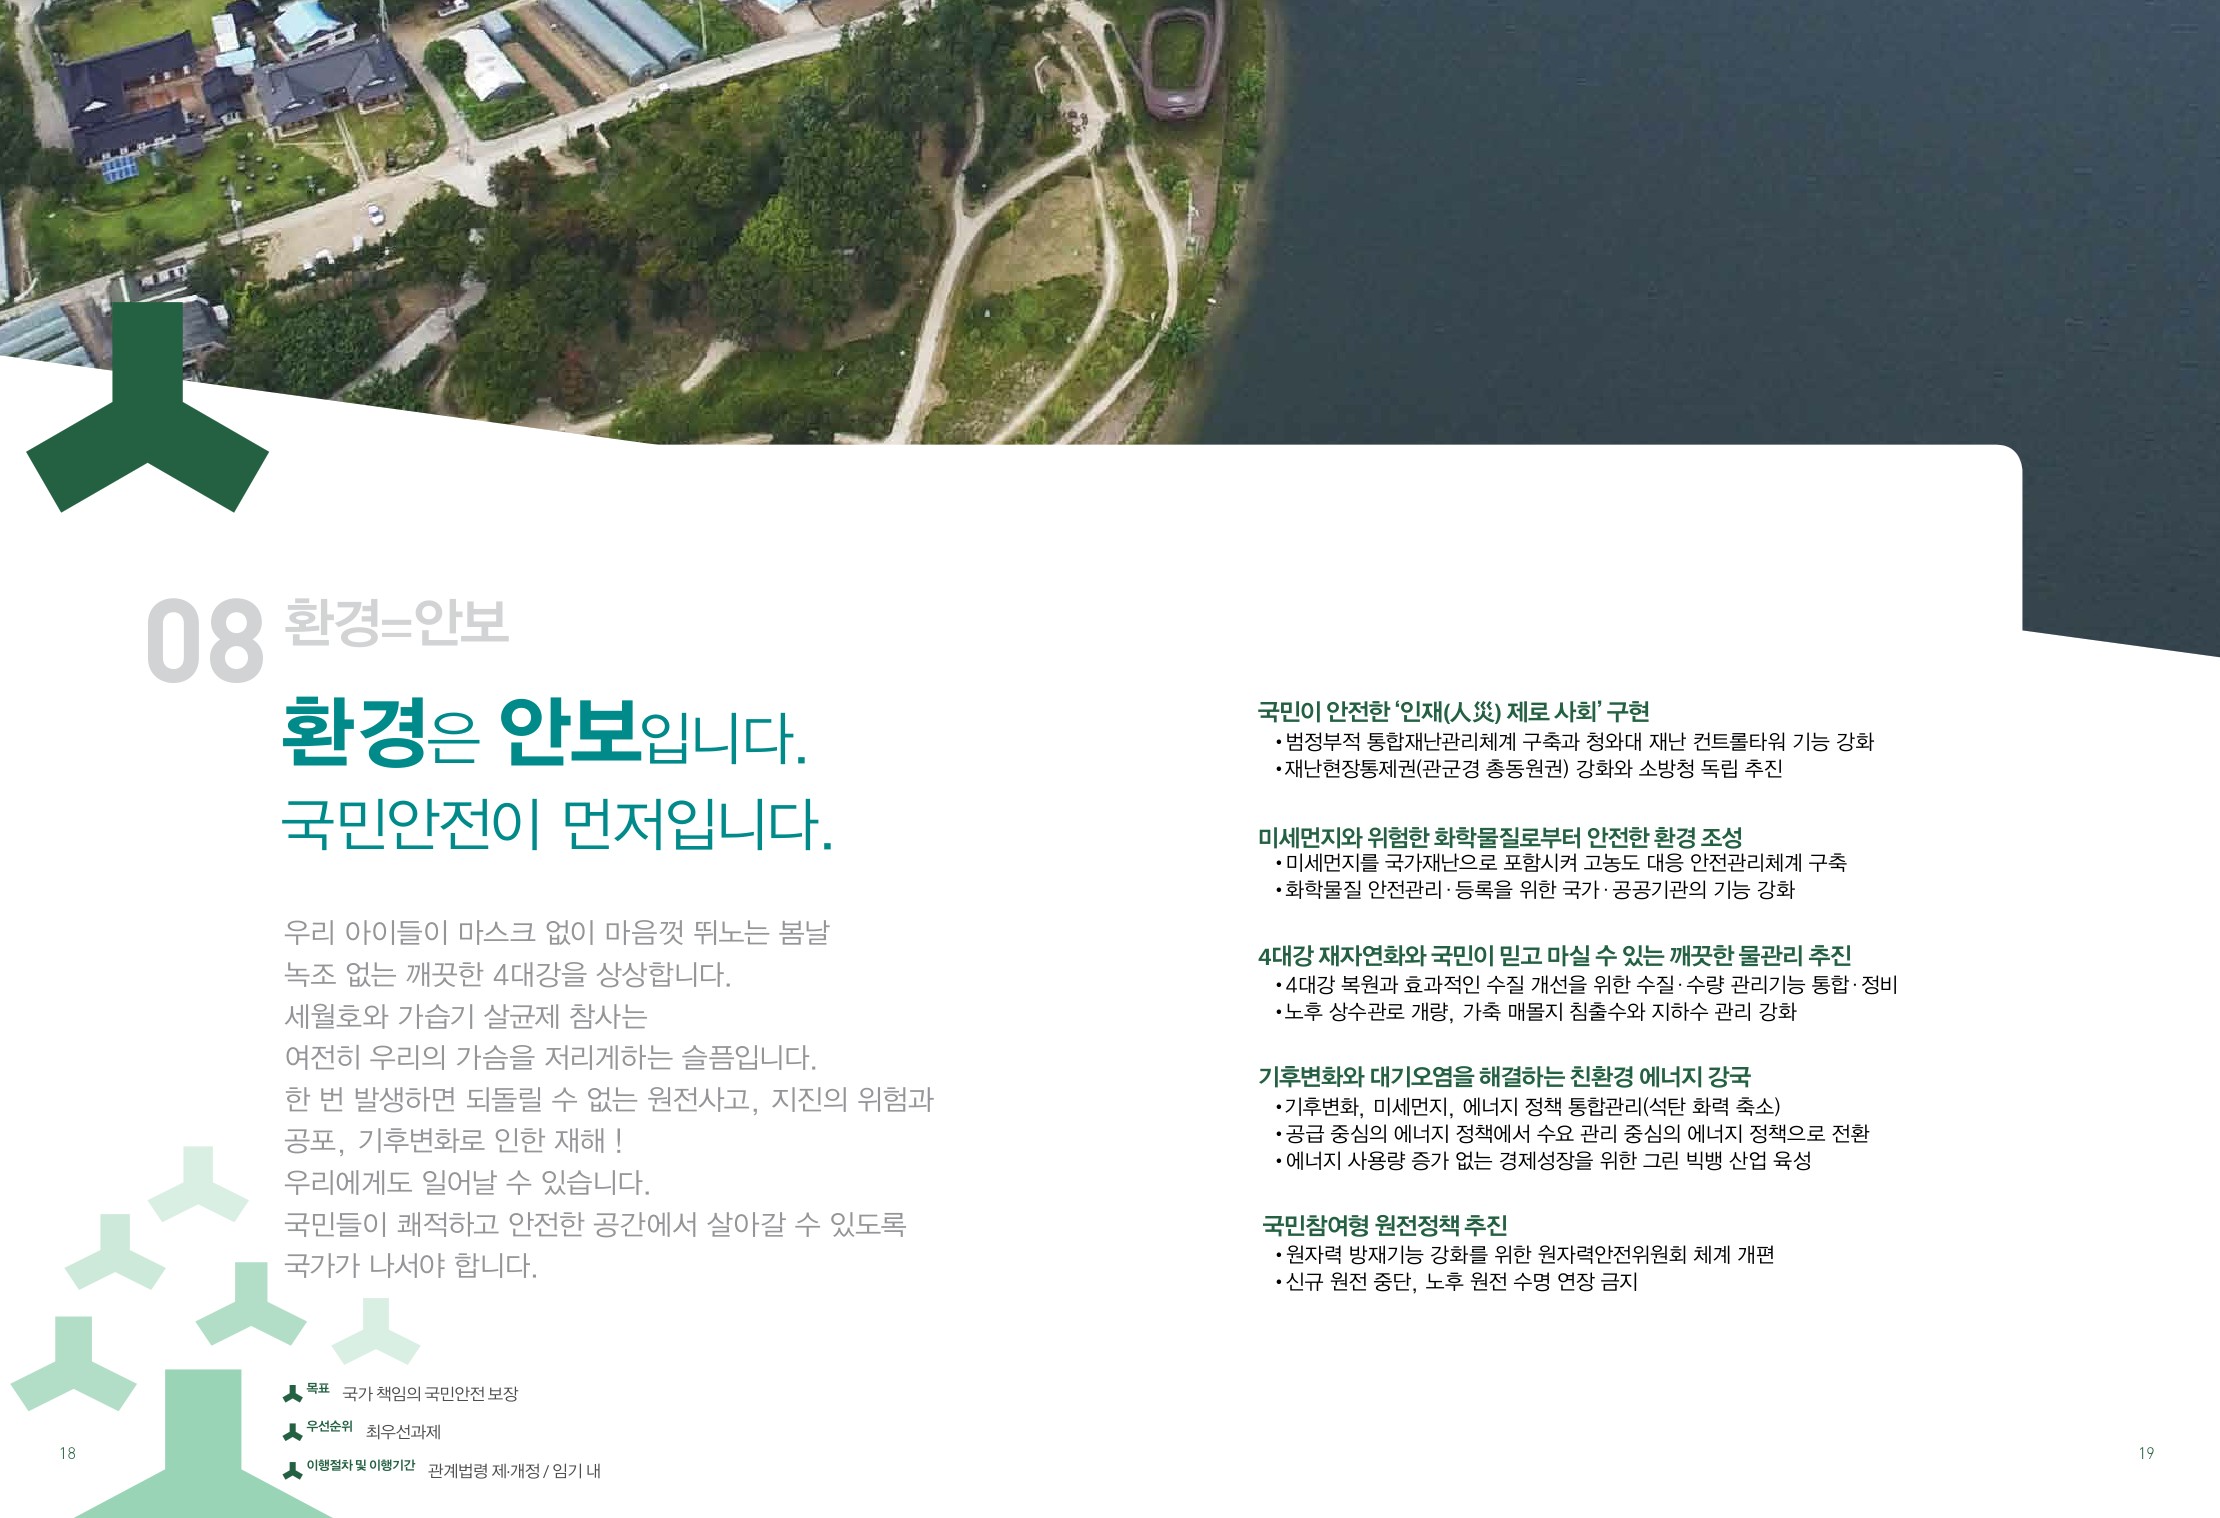 08 환경=안보
환경은 안보입니다.
국민안전이 먼저입니다.
우리 아이들이 마스크 없이 마음껏 뛰노는 봄날
녹조 없는 깨끗한 4대강을 상상합니다.
세월호와 가습기 살균제 참사는
여전히 우리의 가슴을 저리게하는 슬픔입니다.
한 번 발생하면 되돌릴 수 없는 원전사고, 지진의 위험과
공포, 기후변화로 인한 재해 !
우리에게도 일어날 수 있습니다.
국민들이 쾌적하고 안전한 공간에서 살아갈 수 있도록
국가가 나서야 합니다.
목표 국가 책임의 국민안전 보장
우선순위 최우선과제
이행절차 및 이행기간 관계법령 제·개정 / 임기 내
18
국민이 안전한 ‘인재(人災) 제로 사회’ 구현
•범정부적 통합재난관리체계 구축과 청와대 재난 컨트롤타워 기능 강화
•재난현장통제권(관군경 총동원권) 강화와 소방청 독립 추진
미세먼지와 위험한 화학물질로부터 안전한 환경 조성
•미세먼지를 국가재난으로 포함시켜 고농도 대응 안전관리체계 구축
•화학물질 안전관리·등록을 위한 국가·공공기관의 기능 강화
4대강 재자연화와 국민이 믿고 마실 수 있는 깨끗한 물관리 추진
•4대강 복원과 효과적인 수질 개선을 위한 수질·수량 관리기능 통합·정비
•노후 상수관로 개량, 가축 매몰지 침출수와 지하수 관리 강화
기후변화와 대기오염을 해결하는 친환경 에너지 강국
•기후변화, 미세먼지, 에너지 정책 통합관리(석탄 화력 축소)
•공급 중심의 에너지 정책에서 수요 관리 중심의 에너지 정책으로 전환
•에너지 사용량 증가 없는 경제성장을 위한 그린 빅뱅 산업 육성
국민참여형 원전정책 추진
•원자력 방재기능 강화를 위한 원자력안전위원회 체계 개편
•신규 원전 중단, 노후 원전 수명 연장 금지
19